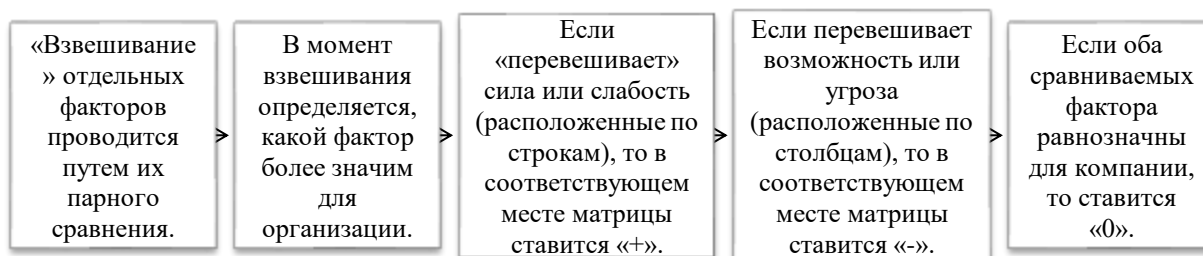 «Взвешивание
» отдельных
факторов
проводится
путем их
парного
сравнения.
В момент
взвешивания
определяется,
какой фактор
более значим
для
организации.
Если
«перевешивает»
сила или слабость
(расположенные по
строкам), то в
соответствующем
месте матрицы
ставится «+».
Если перевешивает
возможность или
угроза
(расположенные по
столбцам), то в
соответствующем
месте матрицы
ставится «-».
Если оба
сравниваемых
фактора
равнозначны
для компании,
то ставится
«0».